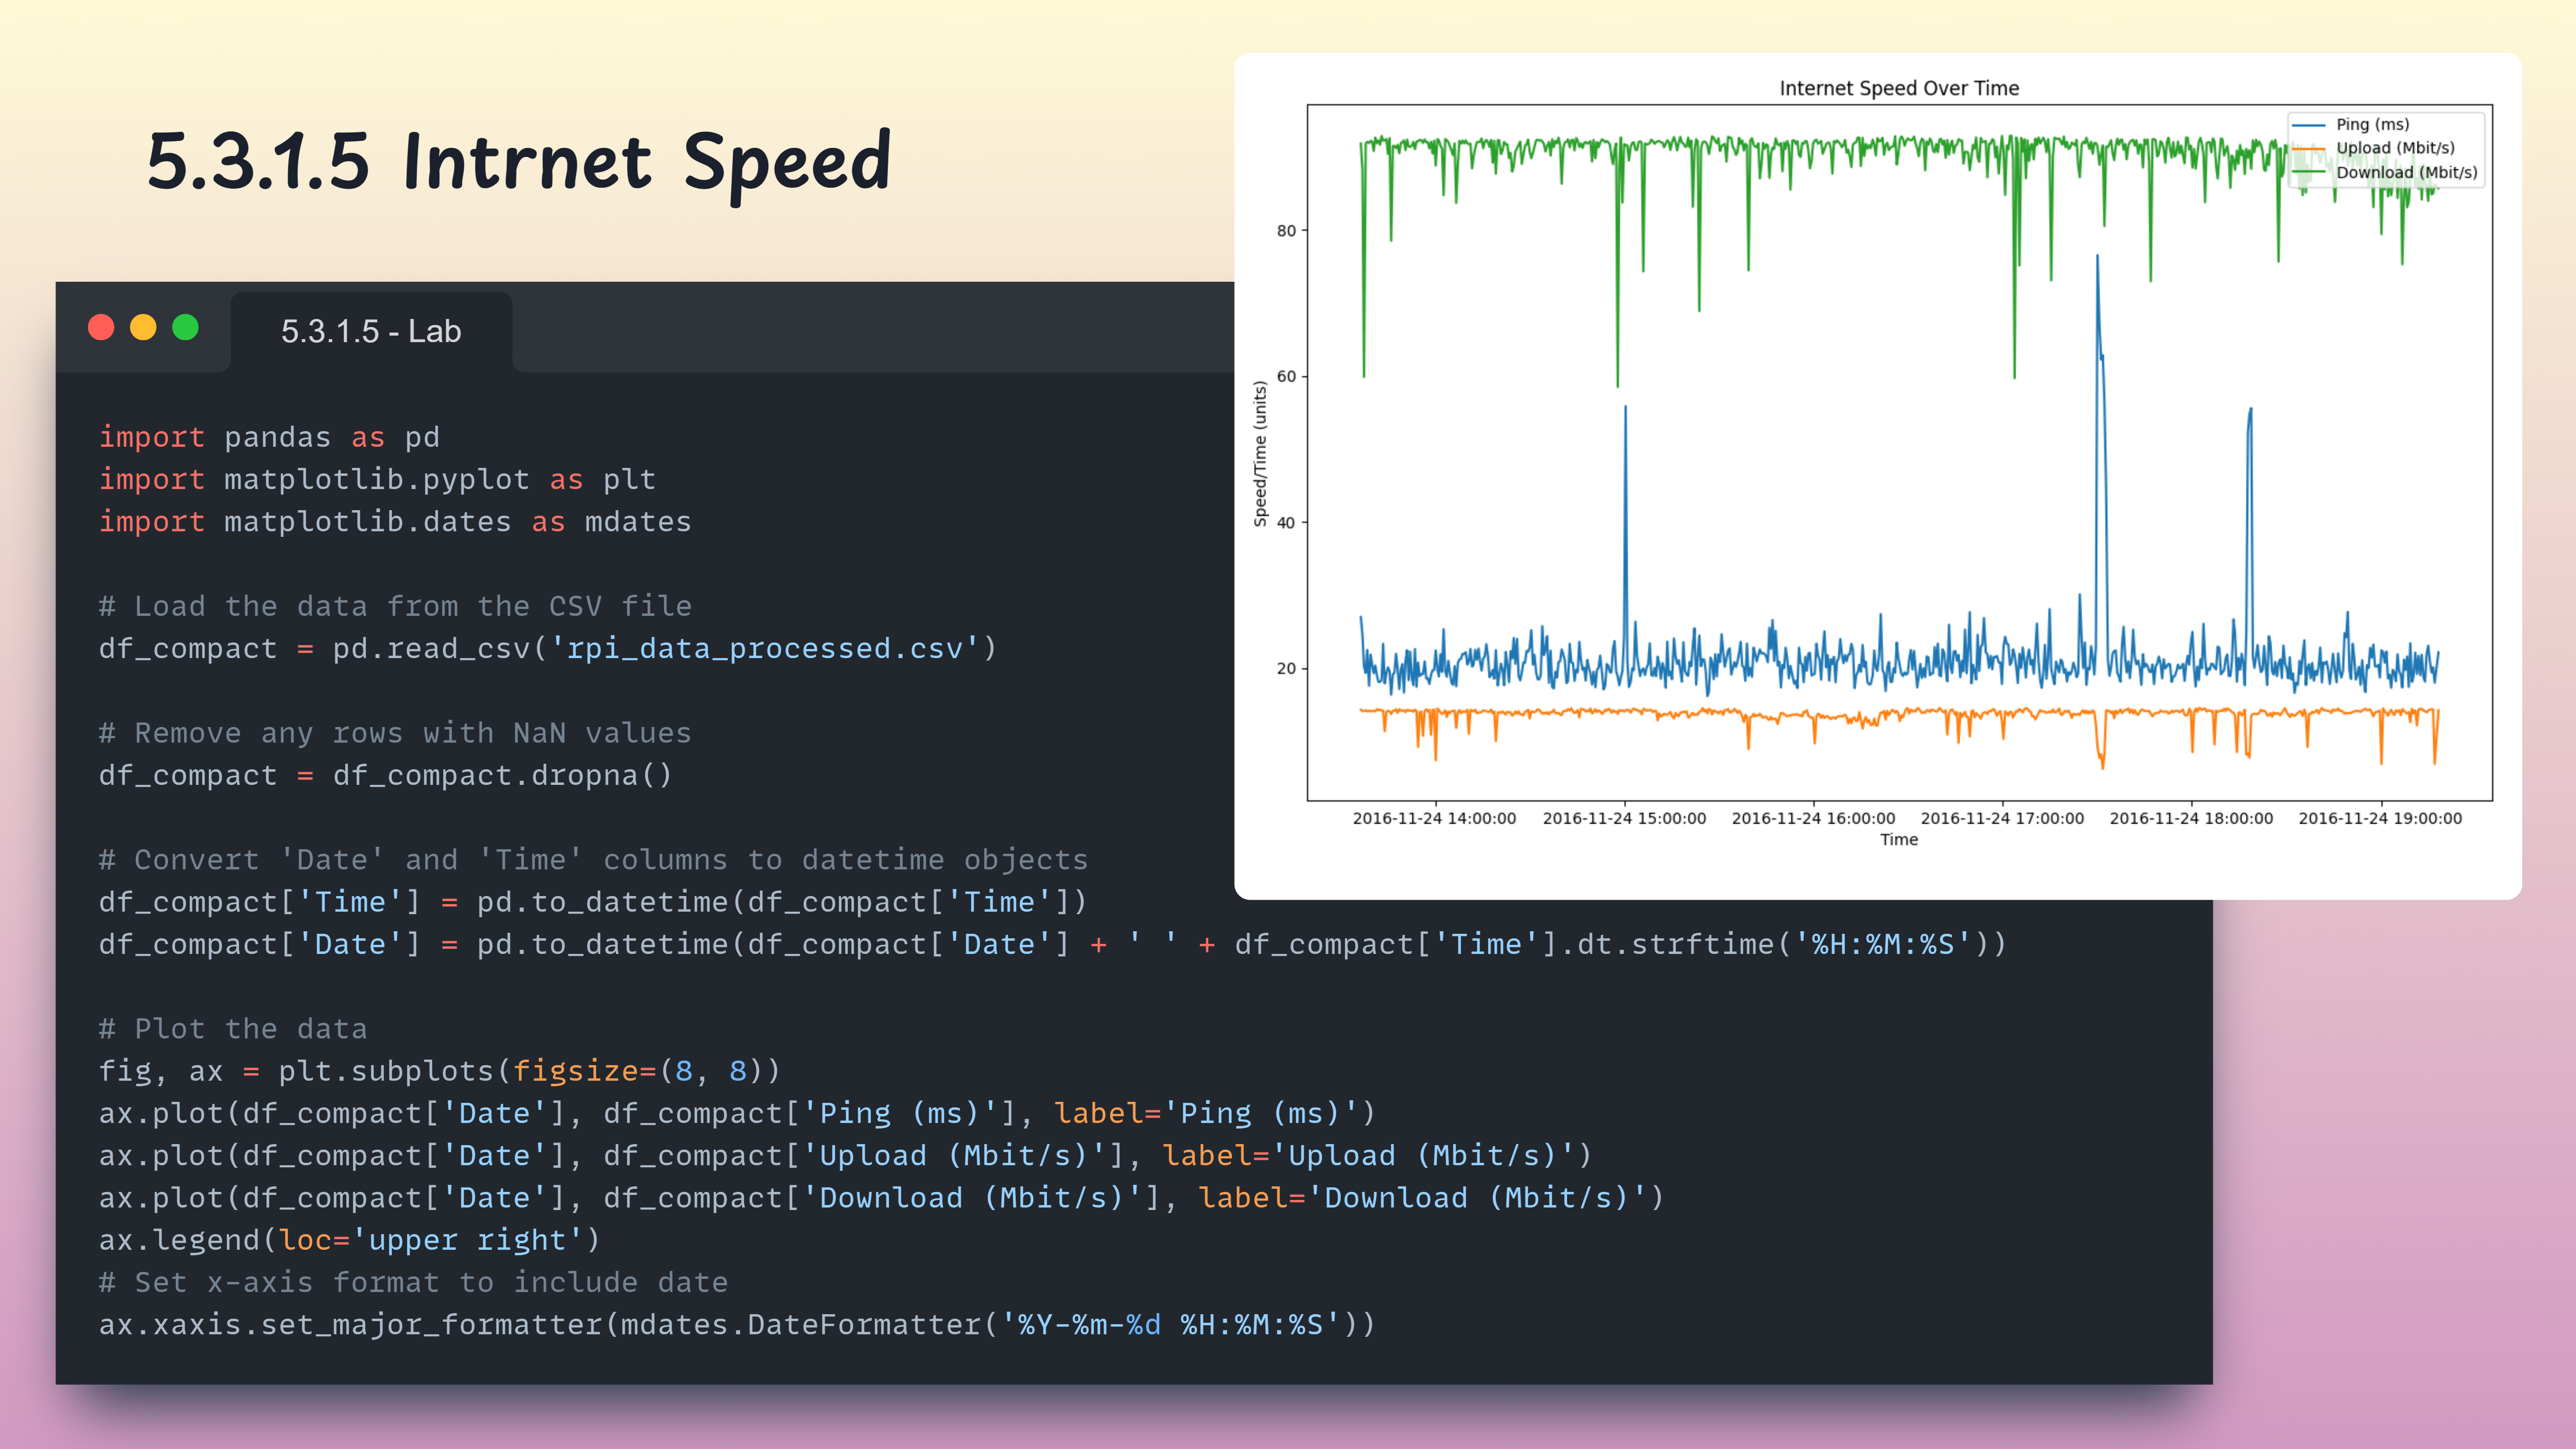 5.3.1.5 Intrnet Speed
5.3.1.5 - Lab
import pandas as pd
import matplotlib.pyplot as plt
import matplotlib.dates as mdates
# Load the data from the CSV file
df_compact = pd.read_csv('rpi_data_processed.csv')
# Remove any rows with NaN values
df_compact = df_compact.dropna()
# Convert 'Date' and 'Time' columns to datetime objects
df_compact['Time'] = pd.to_datetime(df_compact['Time'])
df_compact['Date'] = pd.to_datetime(df_compact['Date'] + ' ' + df_compact['Time'].dt.strftime('%H:%M:%S'))
# Plot the data
fig, ax = plt.subplots(figsize=(8, 8))
ax.plot(df_compact['Date'], df_compact['Ping (ms)'], label='Ping (ms)')
ax.plot(df_compact['Date'], df_compact['Upload (Mbit/s)'], label='Upload (Mbit/s)')
ax.plot(df_compact['Date'], df_compact['Download (Mbit/s)'], label='Download (Mbit/s)')
ax.legend(loc='upper right')
# Set x-axis format to include date
ax.xaxis.set_major_formatter(mdates.DateFormatter('%Y-%m-%d %H:%M:%S'))
Internet Speed Over Time
Ping (ms)
Upload (Mbit/s)
Download (Mbit/s)
Speed/Time (units)
80
60
40
20
2016-11-24 14:00:00 2016-11-24 15:00:00 2016-11-24 16:00:00 2016-11-24 17:00:00 2016-11-24 18:00:00 2016-11-24 19:00:00
Time